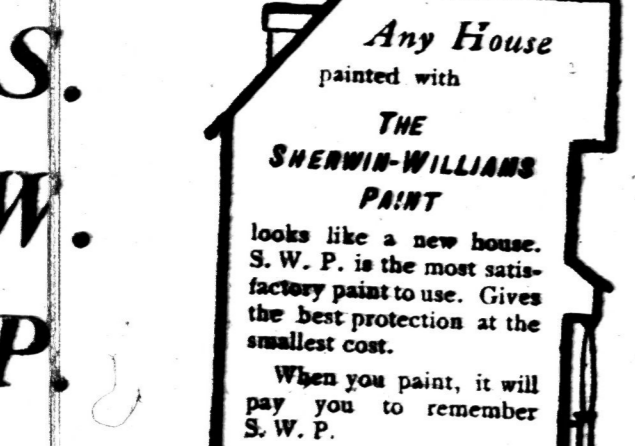 S.
W.
P.
Any House
painted with
THE
SHERWIN-WILLIAMS
PAINT
looks like a new house.
S. W. P. is the most satis-
factory paint to use. Gives
the best protection at the
smallest cost.
When you paint, it will
pay you to remember
S. W. P.